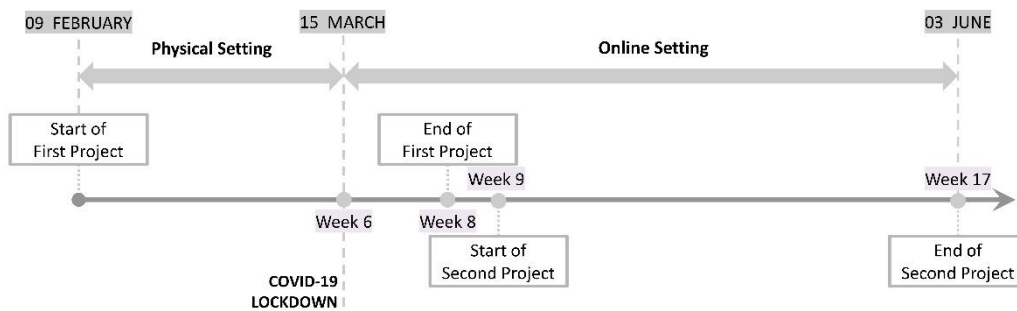 09 FEBRUARY
15 MARCH
03 JUNE
Physical Setting
Online Setting
Start of
First Project
End of
First Project
Week 9
Week 17
Week 6
Week 8
Start of
Second Project
End of
Second Project
COVID-19
LOCKDOWN